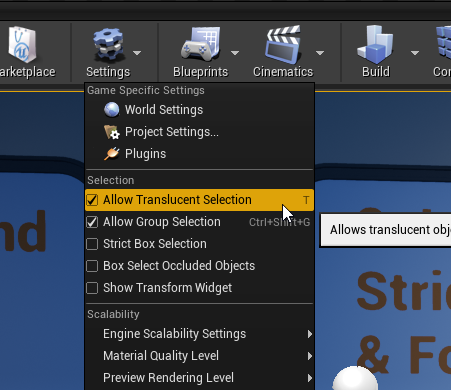 arketplace Settings Blueprints Cinematics Build Co
Game Specific Settings
World Settings
Project Settings...
Plugins
Selection
Allow Translucent Selection T
Allow Group Selection Ctrl+Shift+G
Strict Box Selection
Box Select Occluded Objects
Show Transform Widget
Scalability
Engine Scalability Settings
Material Quality Level
Preview Rendering Level
nd
Allows translucent obj
Stri
& Fo